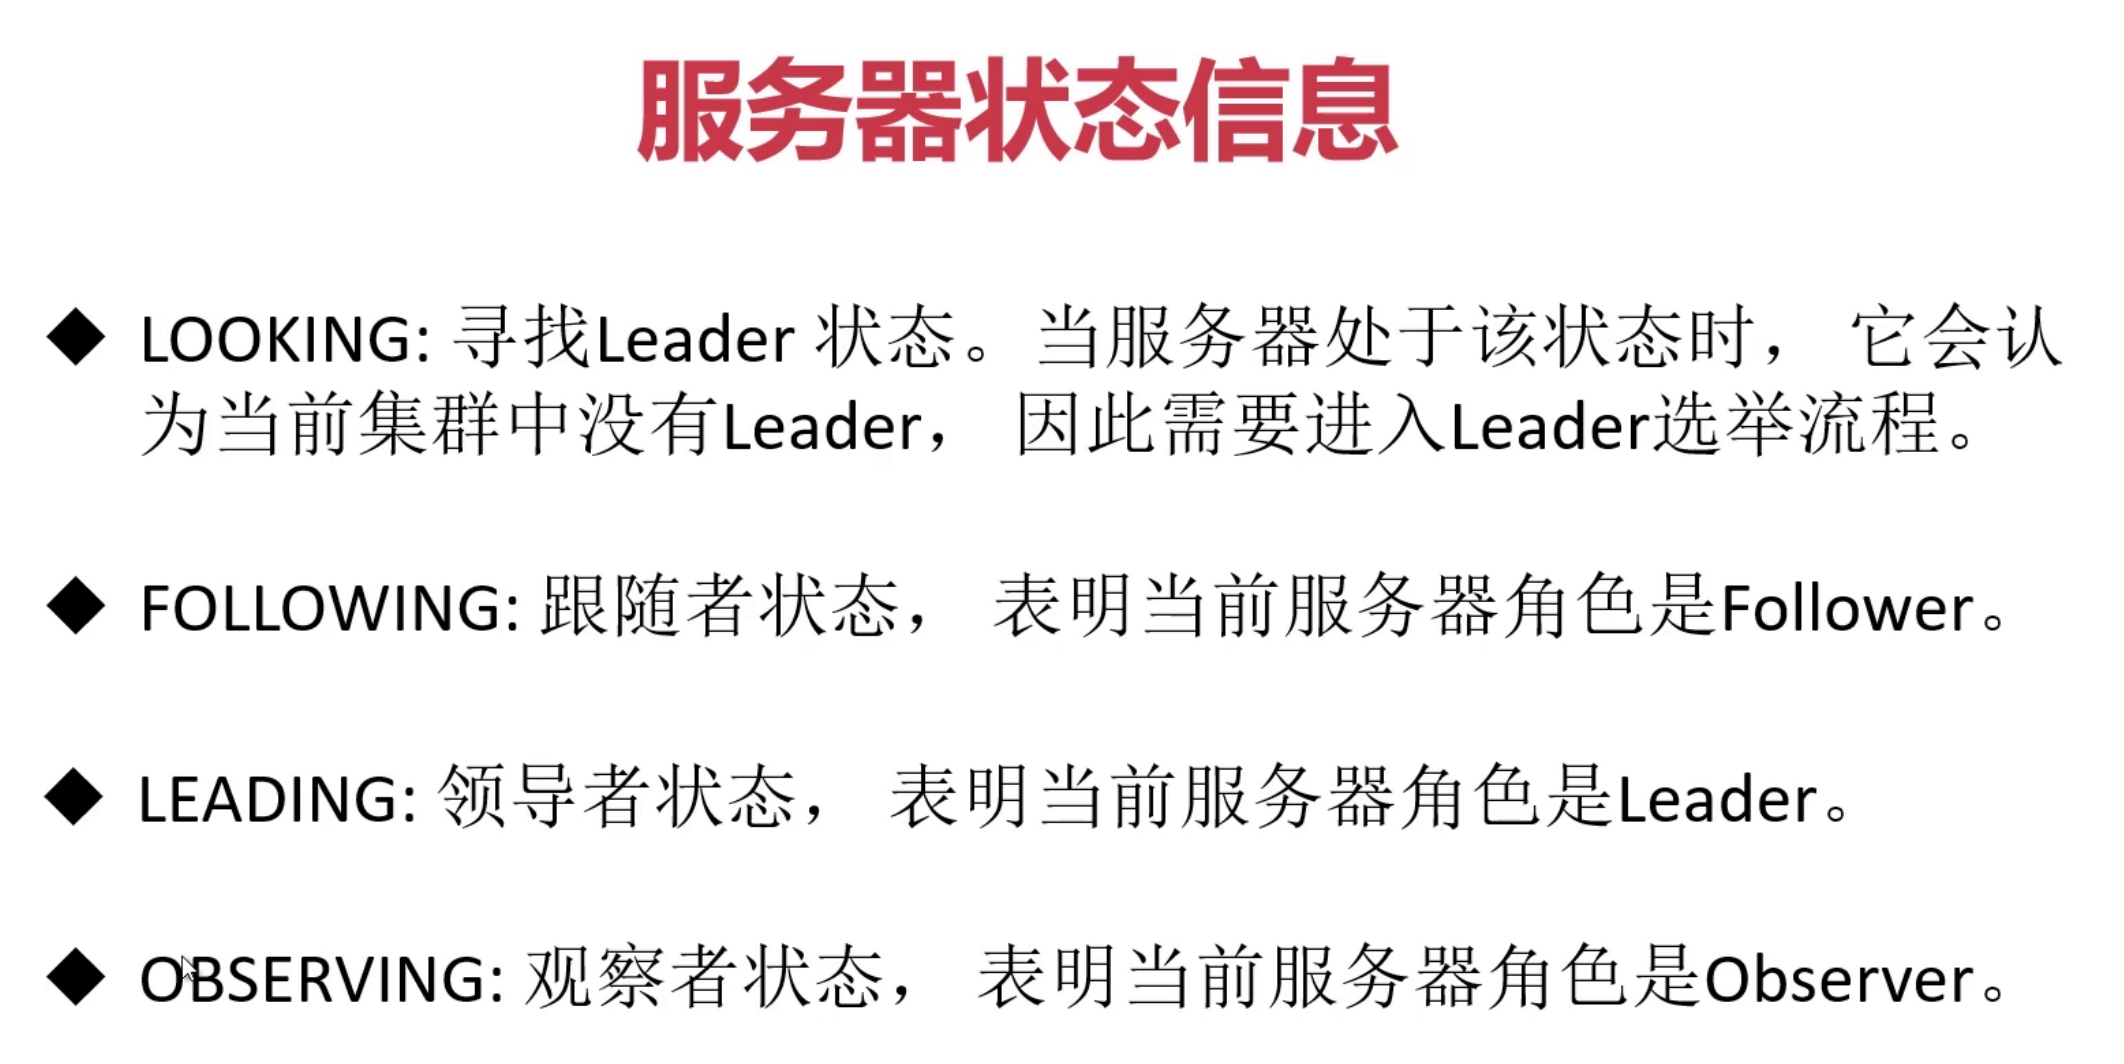 服务器状态信息
◆ LOOKING: 寻找Leader 状态。当服务器处于该状态时， 它会认
为当前集群中没有Leader， 因此需要进入Leader选举流程。
◆ FOLLOWING: 跟随者状态， 表明当前服务器角色是Follower。
◆ LEADING: 领导者状态， 表明当前服务器角色是Leader。
◆ OBSERVING: 观察者状态， 表明当前服务器角色是Observer。